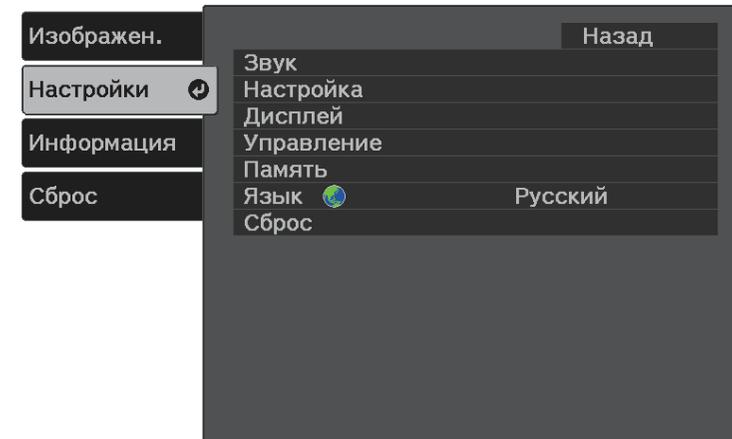 Изображен.
Настройки
Информация
Сброс
Назад
Звук
Настройка
Дисплей
Управление
Память
Язык Русский
Сброс